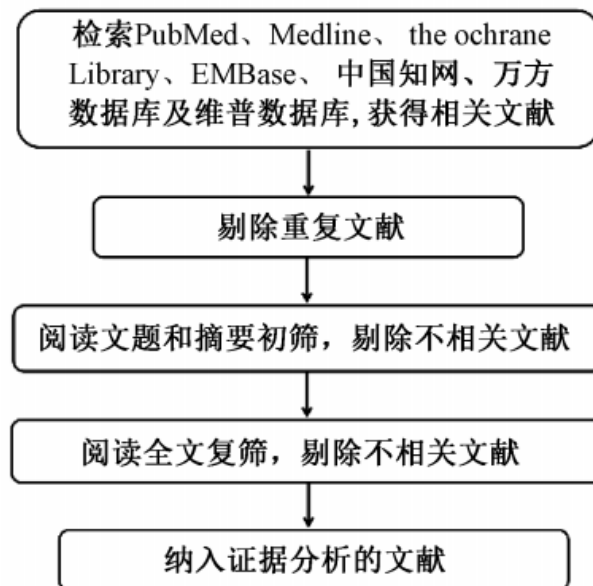 检索PubMed、Medline、 the ochrane
Library、EMBase、 中国知网、万方
数据库及维普数据库, 获得相关文献
剔除重复文献
阅读文题和摘要初筛，剔除不相关文献
阅读全文复筛，剔除不相关文献
纳入证据分析的文献